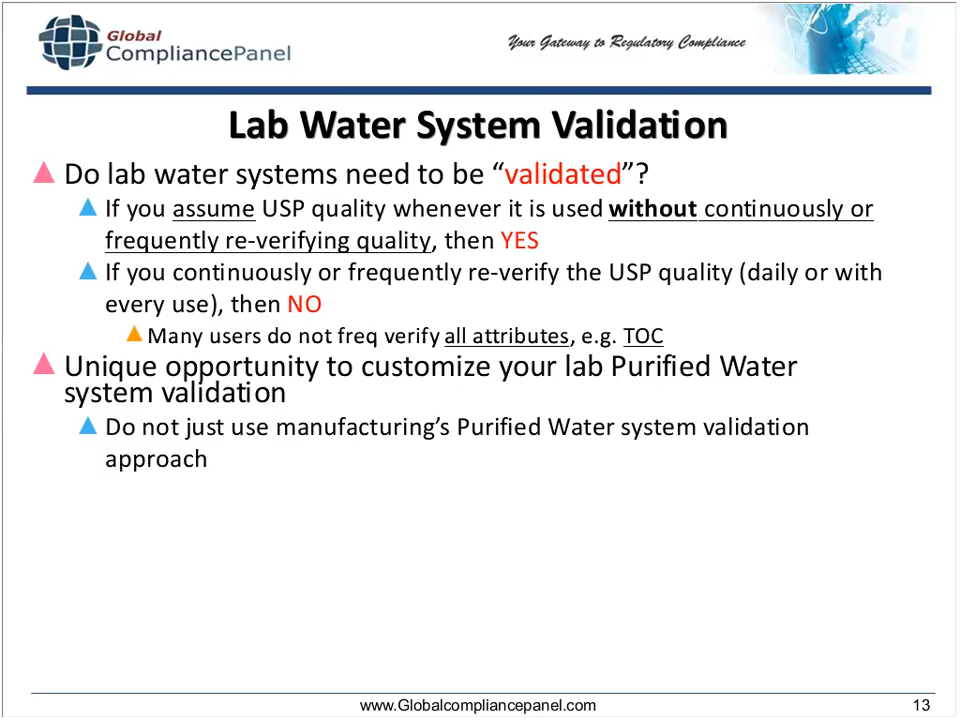 Global
CompliancePanel
Your Gateway to Regulatory Compliance
Lab Water System Validation
Do lab water systems need to be “validated”?
If you assume USP quality whenever it is used without continuously or
frequently re-verifying quality, then YES
If you continuously or frequently re-verify the USP quality (daily or with
every use), then NO
Many users do not freq verify all attributes, e.g. TOC
Unique opportunity to customize your lab Purified Water
system validation
Do not just use manufacturing’s Purified Water system validation
approach
www.Globalcompliancepanel.com
13